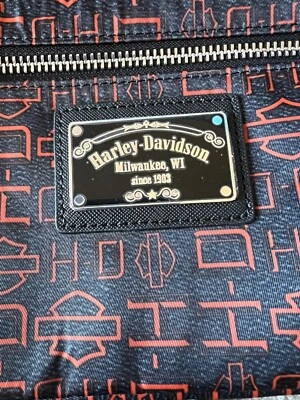 Harley-Davidson
Milwaukee, WI
since 1903